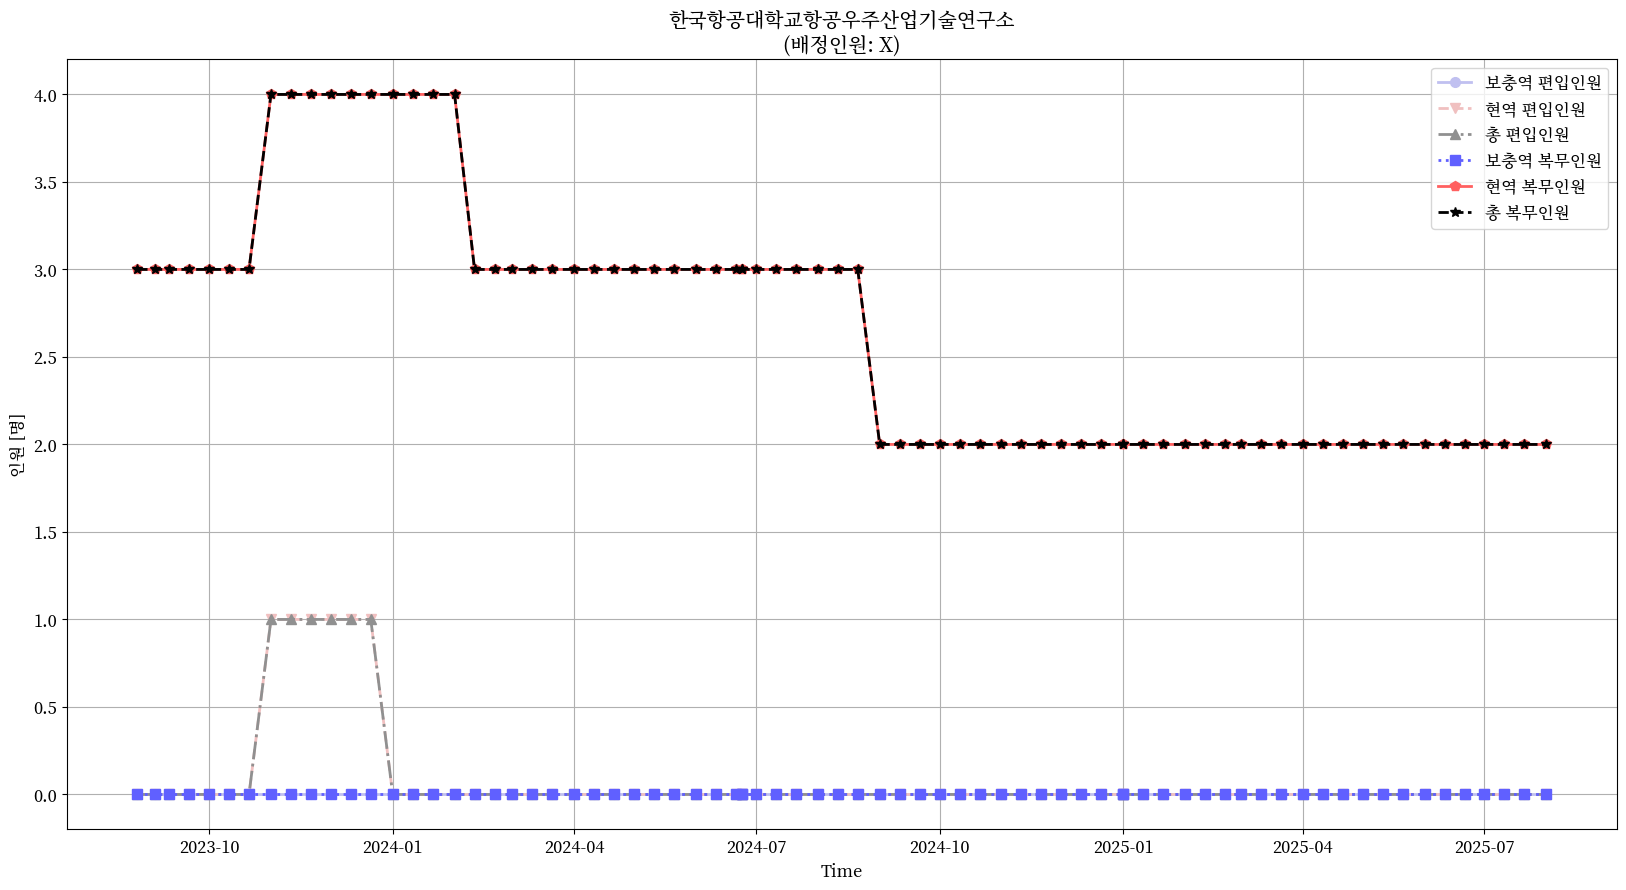 한국항공대학교항공우주산업기술연구소
(배정인원: X)
보충역 편입인원
현역 편입인원
총 편입인원
보충역 복무인원
현역 복무인원
총 복무인원
인원 [명]
4.0
3.5
3.0
2.5
2.0
1.5
1.0
0.5
0.0
2023-10
2024-01
2024-04
2024-07
2024-10
2025-01
2025-04
2025-07
Time